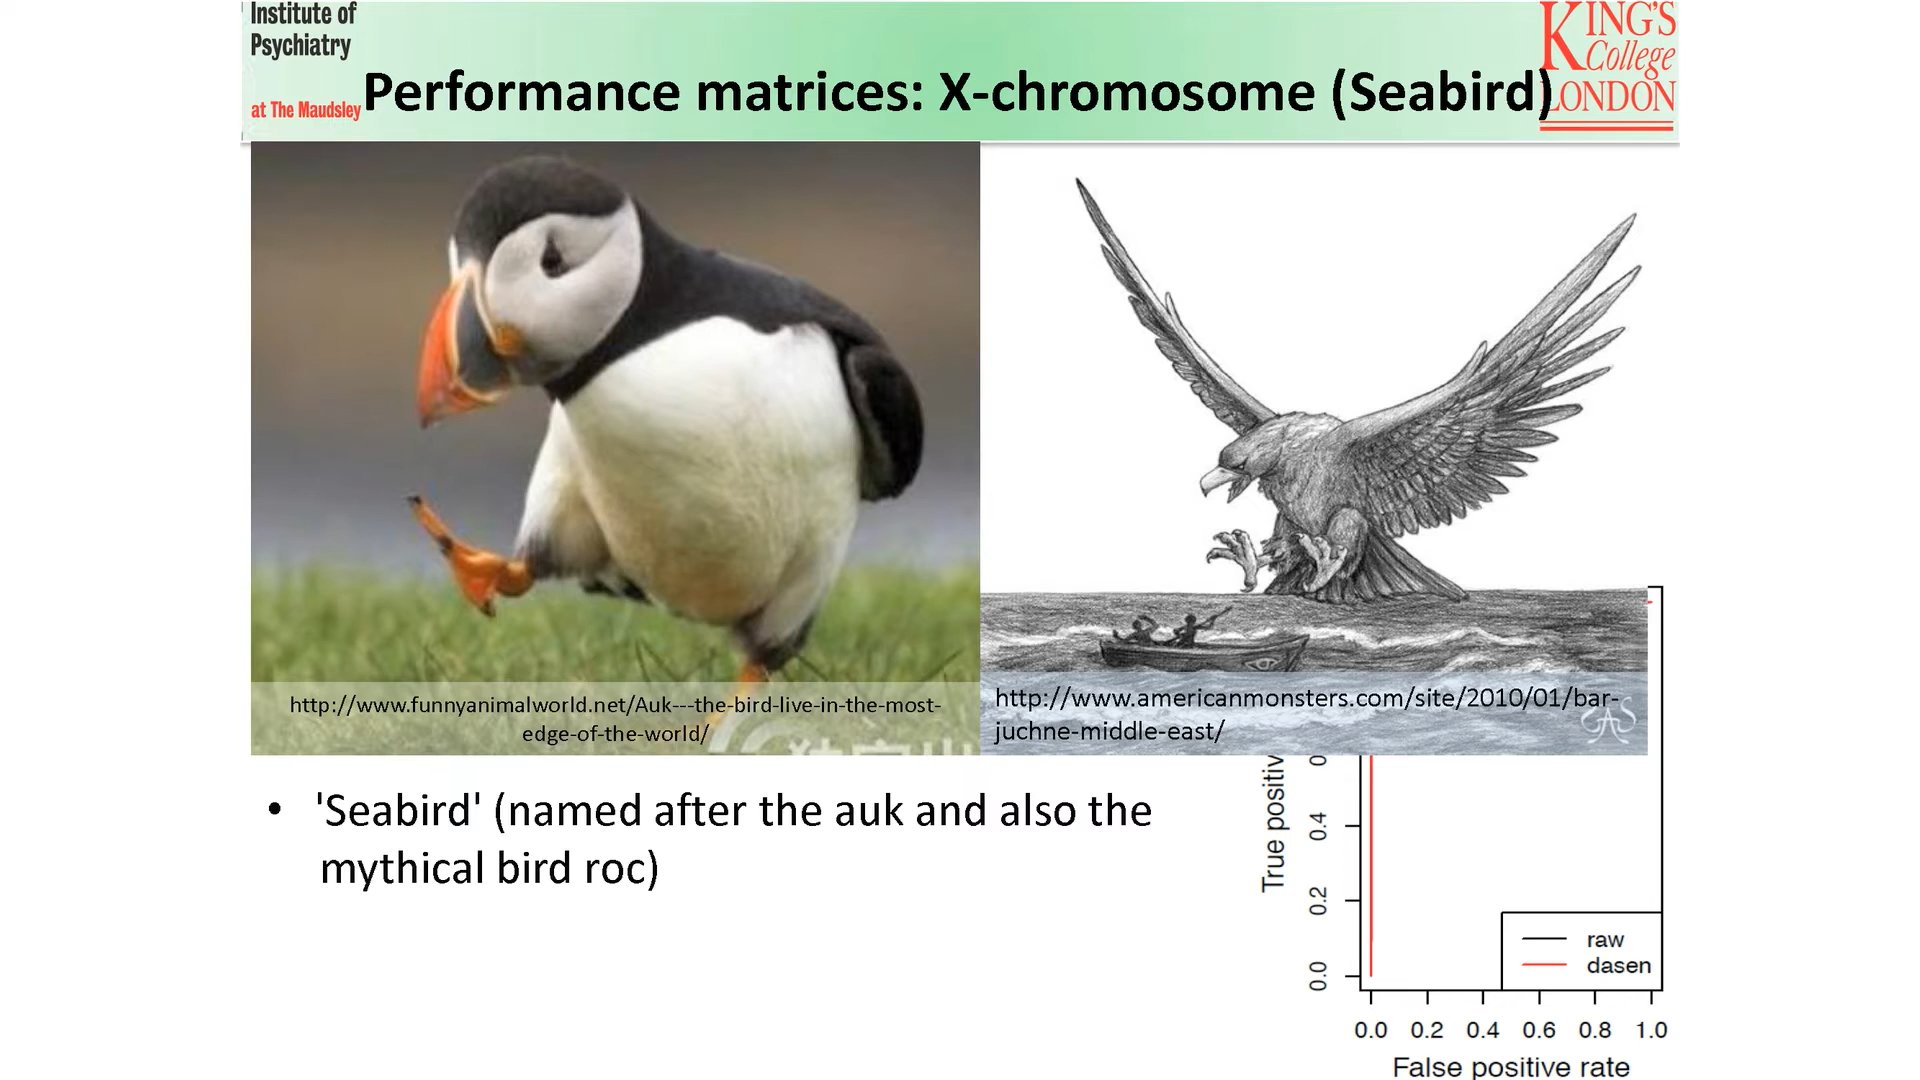 Institute of
Psychiatry
at The Maudsley
KING'S
College
LONDON
Performance matrices: X-chromosome (Seabird)
http://www.funnyanimalworld.net/Auk---the-bird-live-in-the-most-
edge-of-the-world/
http://www.americanmonsters.com/site/2010/01/bar-
juchne-middle-east/
• 'Seabird' (named after the auk and also the
mythical bird roc)
True positiv
0.4
0.2
0.0
raw
dasen
0.0 0.2 0.4 0.6 0.8 1.0
False positive rate